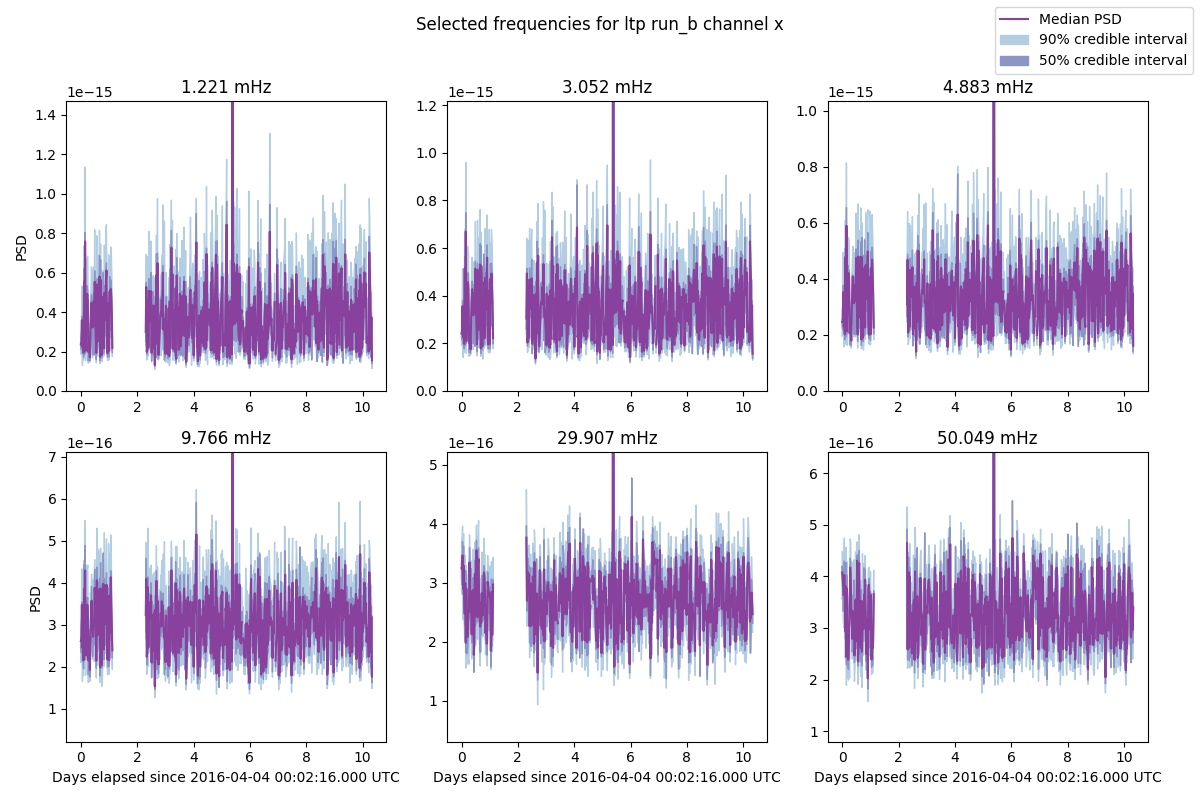 Selected frequencies for ltp run_b channel x
Median PSD
90% credible interval
50% credible interval
1.221 mHz
1e−15
PSD
1.4
1.2
1.0
0.8
0.6
0.4
0.2
0.0
0 2 4 6 8 10
3.052 mHz
1e−15
1.2
1.0
0.8
0.6
0.4
0.2
0.0
0 2 4 6 8 10
4.883 mHz
1e−15
1.0
0.8
0.6
0.4
0.2
0.0
0 2 4 6 8 10
9.766 mHz
1e−16
PSD
7
6
5
4
3
2
1
0 2 4 6 8 10
Days elapsed since 2016-04-04 00:02:16.000 UTC
29.907 mHz
1e−16
5
4
3
2
1
0 2 4 6 8 10
Days elapsed since 2016-04-04 00:02:16.000 UTC
50.049 mHz
1e−16
6
5
4
3
2
1
0 2 4 6 8 10
Days elapsed since 2016-04-04 00:02:16.000 UTC